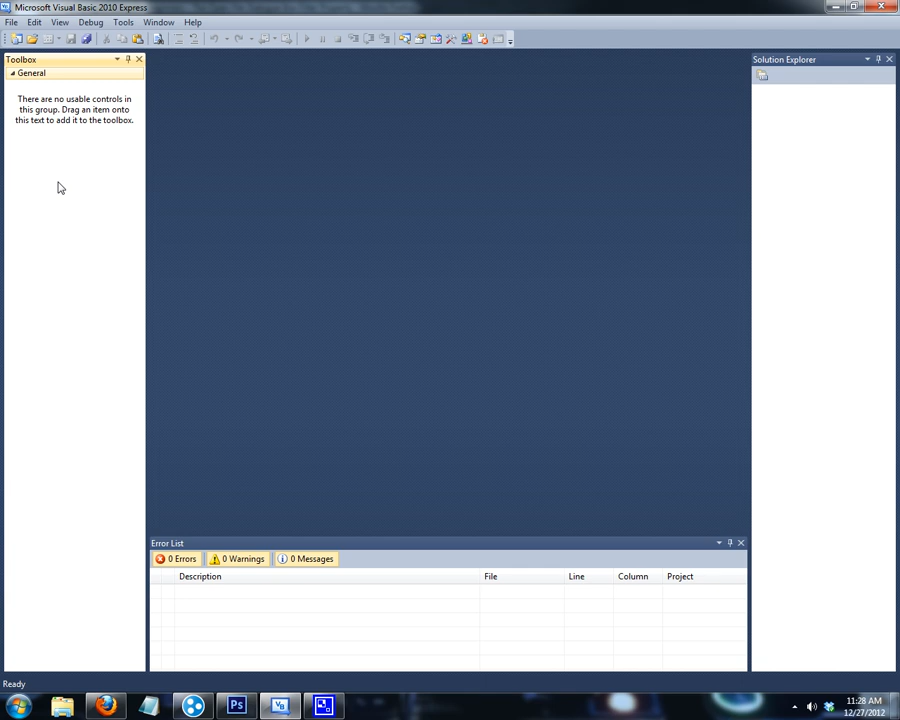 Microsoft Visual Basic 2010 Express
File Edit View Debug Tools Window Help
Toolbox
General
There are no usable controls in
this group. Drag an item onto
this text to add it to the toolbox.
Solution Explorer
Error List
0 Errors 0 Warnings 0 Messages
Description File Line Column Project
Ready
Ps
VB
11:28 AM
12/27/2012